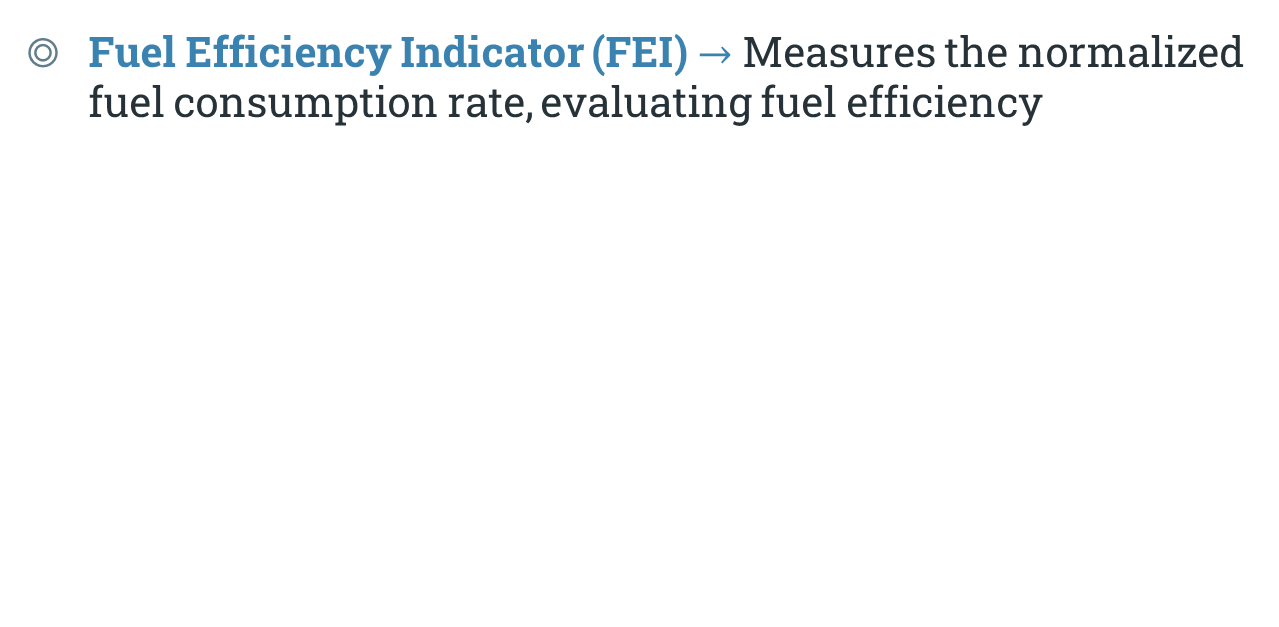 ◎ Fuel Efficiency Indicator (FEI) → Measures the normalized
fuel consumption rate, evaluating fuel efficiency